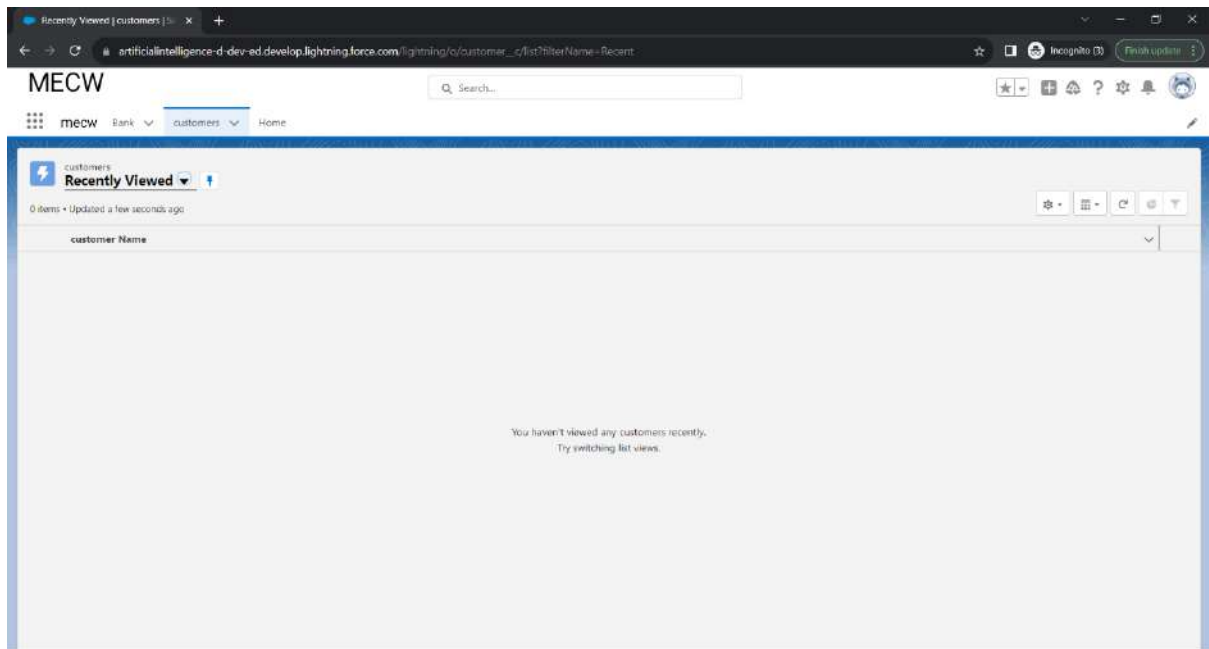 Recently Viewed | customers | S
artificialintelligence-d-dev-ed.develop.lightning.force.com/lightning/o/customer__c/list?filterName=Recent
Incognito (3)
Finish update
MECW
Search...
mecw Bank customers Home
customers
Recently Viewed
0 items • Updated a few seconds ago
customer Name
You haven't viewed any customers recently.
Try switching list views.